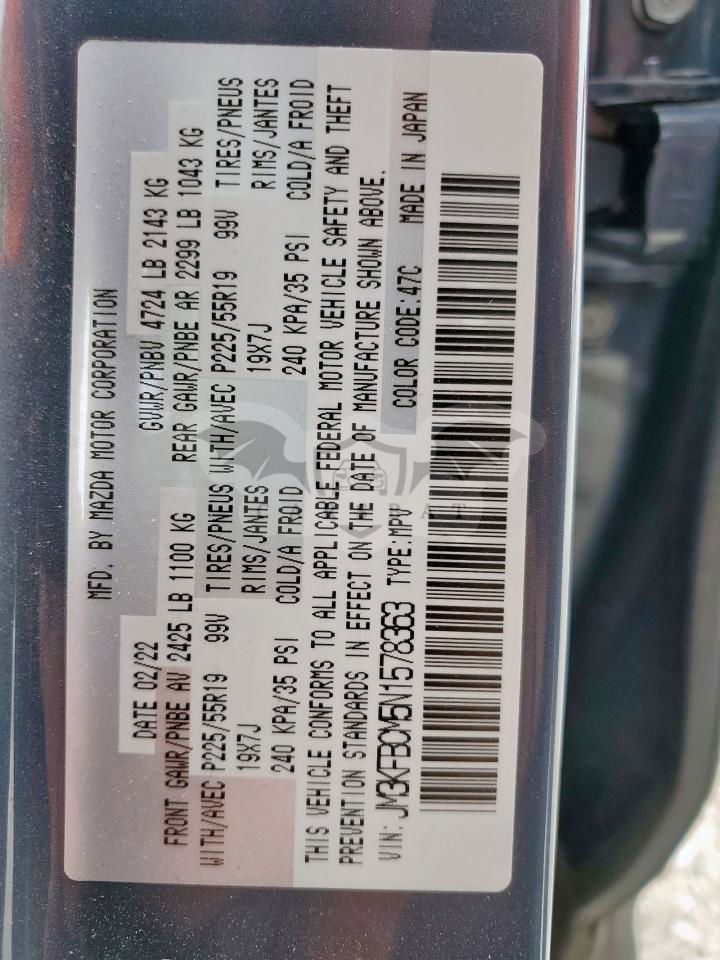 MFD. BY MAZDA MOTOR CORPORATION
DATE 02/22 GVWR/PNBV 4724 LB 2143 KG
FRONT GAWR/PNBE AV 2425 LB 1100 KG REAR GAWR/PNBE AR 2299 LB 1043 KG
WITH/AVEC P225/55R19 99V TIRES/PNEUS WITH/AVEC P225/55R19 99V TIRES/PNEUS
19X7J RIMS/JANTES 19X7J RIMS/JANTES
240 KPA/35 PSI COLD/A FROID 240 KPA/35 PSI COLD/A FROID
THIS VEHICLE CONFORMS TO ALL APPLICABLE FEDERAL MOTOR VEHICLE SAFETY AND THEFT
PREVENTION STANDARDS IN EFFECT ON THE DATE OF MANUFACTURE SHOWN ABOVE.
VIN: JM3KFBCM5N1578363 TYPE:MPV COLOR CODE:47C MADE IN JAPAN